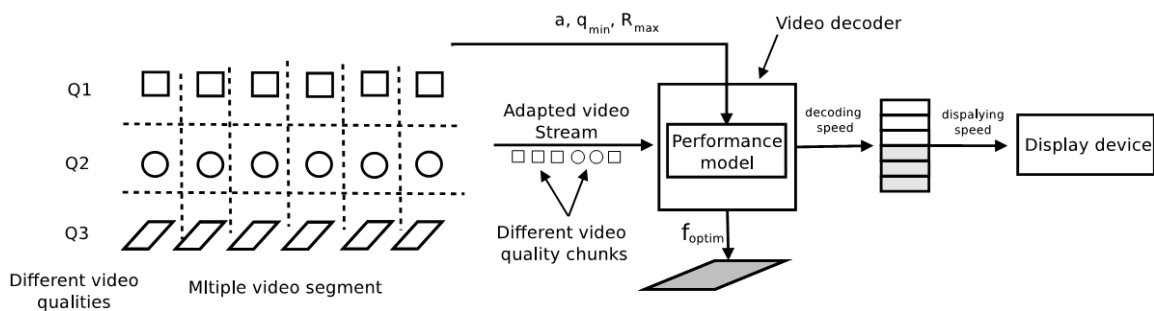 a, q_min, R_max
Video decoder
Q1
Q2
Q3
Adapted video
Stream
Performance
model
decoding
speed
dispalying
speed
Display device
Different video
quality chunks
f_optim
Different video
qualities
Mltiple video segment